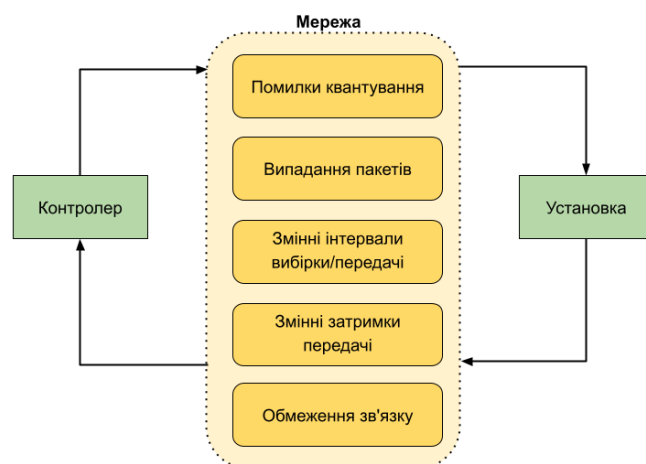 Мережа
Помилки квантування
Випадання пакетів
Контролер
Установка
Змінні інтервали
вибірки/передачі
Змінні затримки
передачі
Обмеження зв'язку